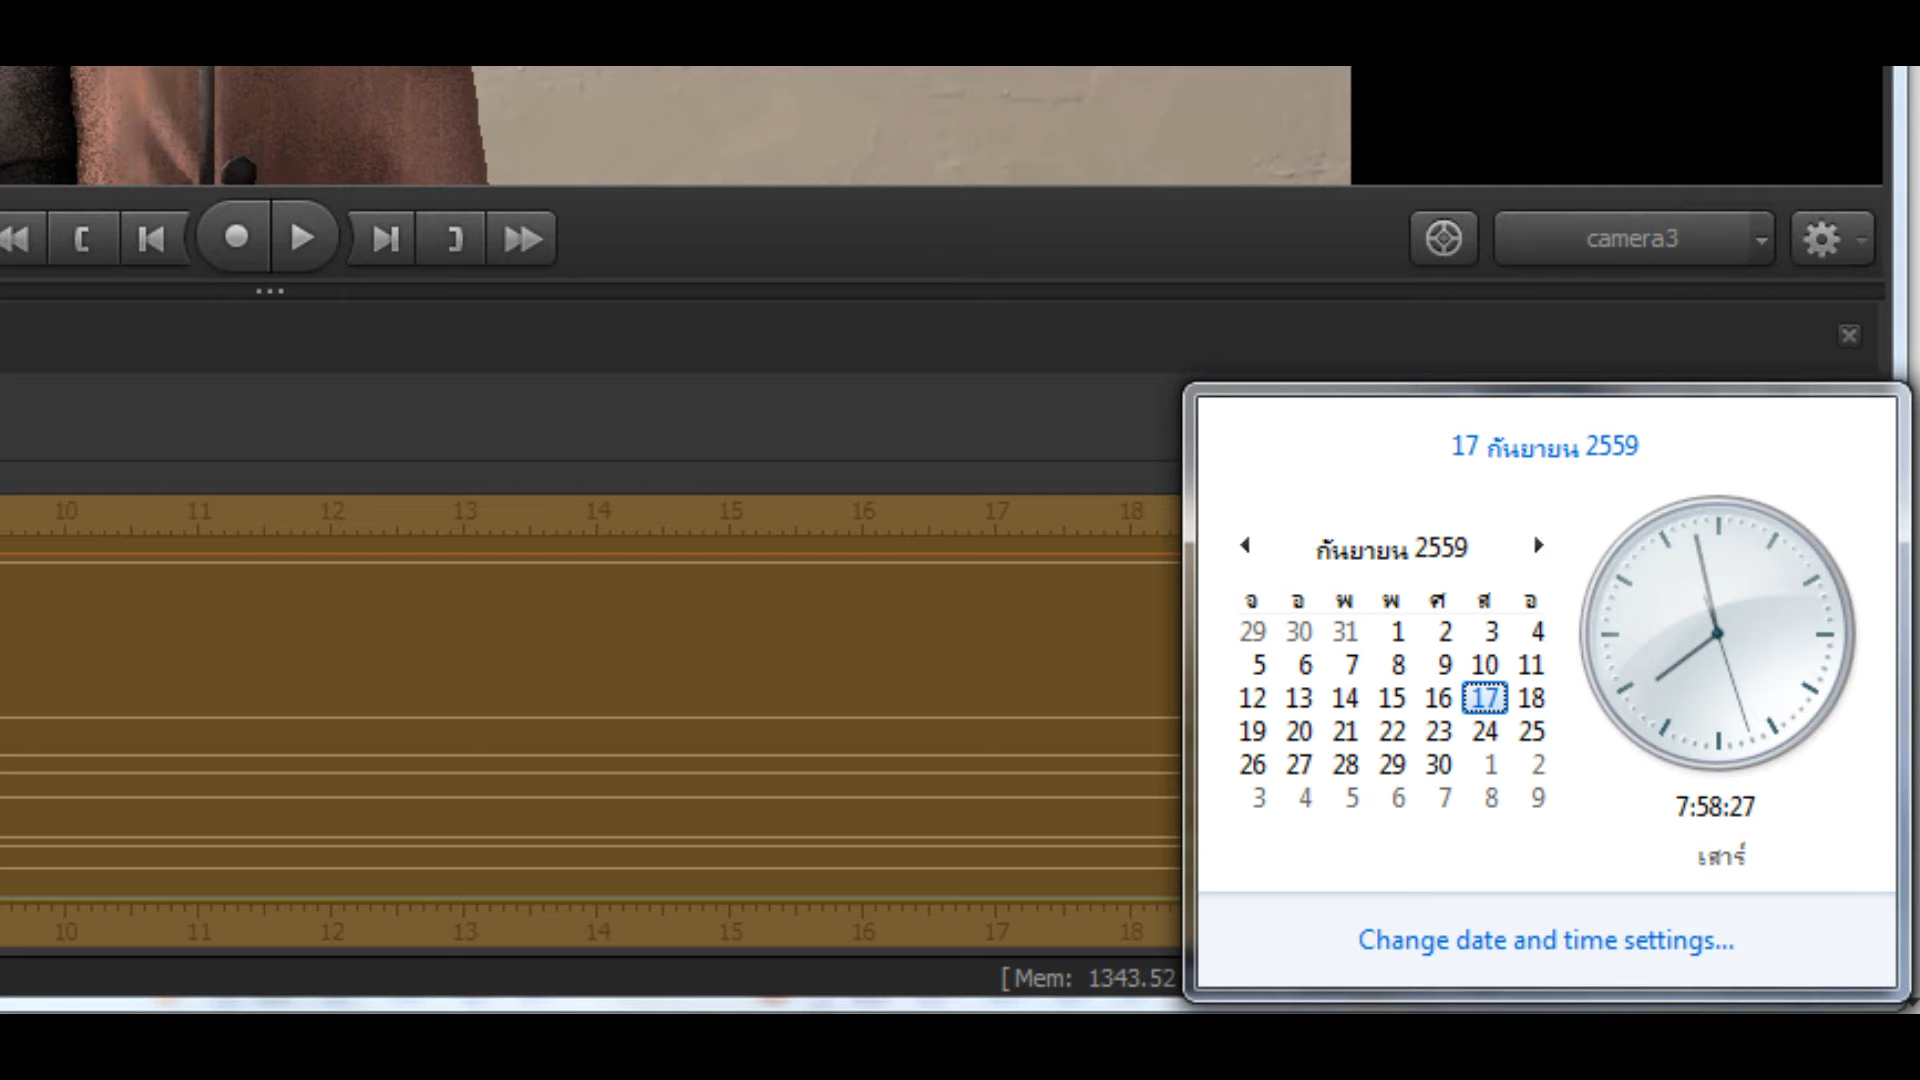 camera3
17 กันยายน 2559
10 11 12 13 14 15 16 17 18
กันยายน 2559
จ อ พ พ ศ ส อ
29 30 31 1 2 3 4
5 6 7 8 9 10 11
12 13 14 15 16 17 18
19 20 21 22 23 24 25
26 27 28 29 30 1 2
3 4 5 6 7 8 9
7:58:27
เสาร์
10 11 12 13 14 15 16 17 18
Change date and time settings...
[Mem: 1343.52